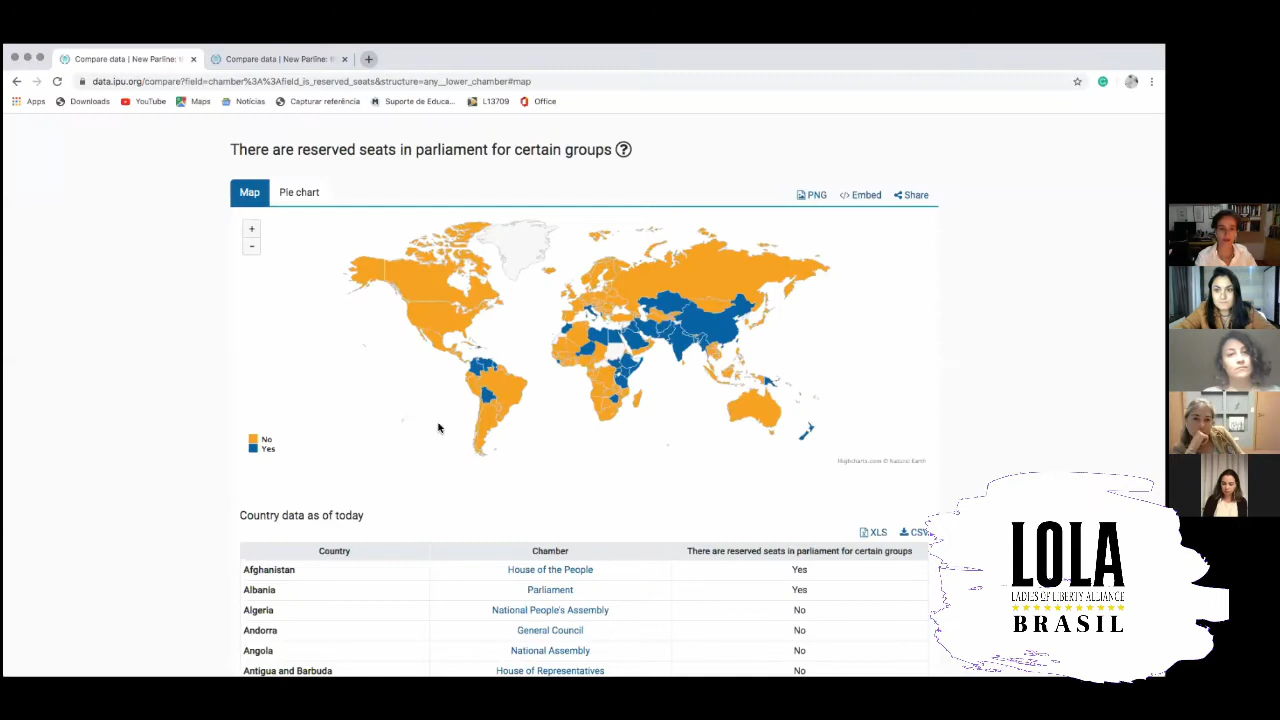 Compare data | New Parline: t
Compare data | New Parline: t
data.ipu.org/compare?field=chamber%3A%3Afield_is_reserved_seats&structure=any__lower_chamber#map
Apps Downloads YouTube Maps Notícias Capturar referência Suporte de Educa... L13709 Office
There are reserved seats in parliament for certain groups ?
Map Pie chart PNG </> Embed Share
+
-
No
Yes
Highcharts.com © Natural Earth
Country data as of today
XLS CSV
Country Chamber There are reserved seats in parliament for certain groups
Afghanistan House of the People Yes
Albania Parliament Yes
Algeria National People's Assembly No
Andorra General Council No
Angola National Assembly No
Antigua and Barbuda House of Representatives No
LOLA
LADIES OF LIBERTY ALLIANCE
BRASIL